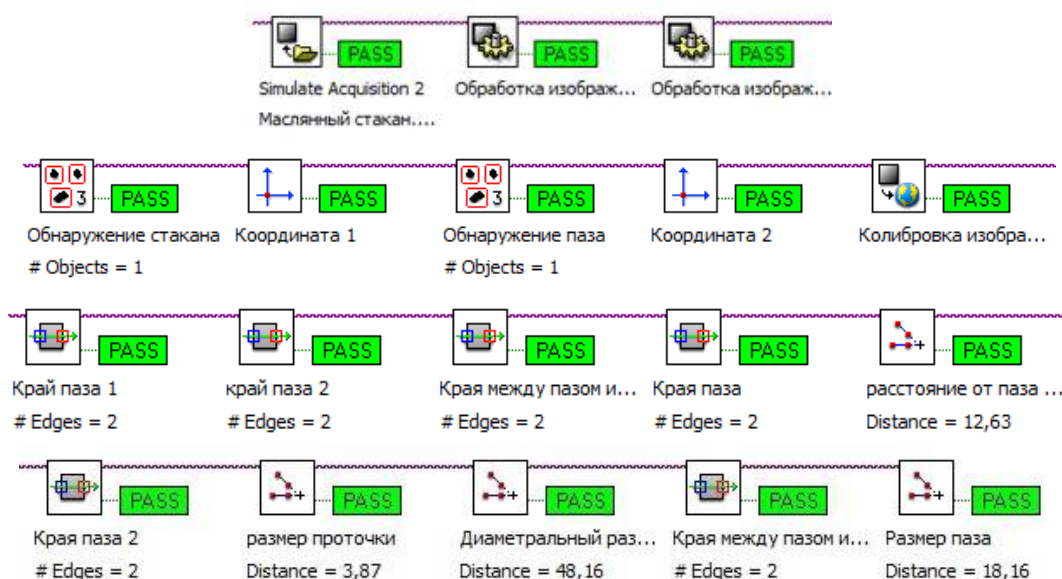 PASS PASS PASS
Simulate Acquisition 2 Обработка изображ... Обработка изображ...
Маслянный стакан....
3 PASS PASS 3 PASS PASS PASS
Обнаружение стакана Координата 1 Обнаружение паза Координата 2 Колибровка изобра...
# Objects = 1 # Objects = 1
PASS PASS PASS PASS PASS
Край паза 1 край паза 2 Края между пазом и... Края паза расстояние от паза ...
# Edges = 2 # Edges = 2 # Edges = 2 # Edges = 2 Distance = 12,63
PASS PASS PASS PASS PASS
Края паза 2 размер проточки Диаметральный раз... Края между пазом и... Размер паза
# Edges = 2 Distance = 3,87 Distance = 48,16 # Edges = 2 Distance = 18,16